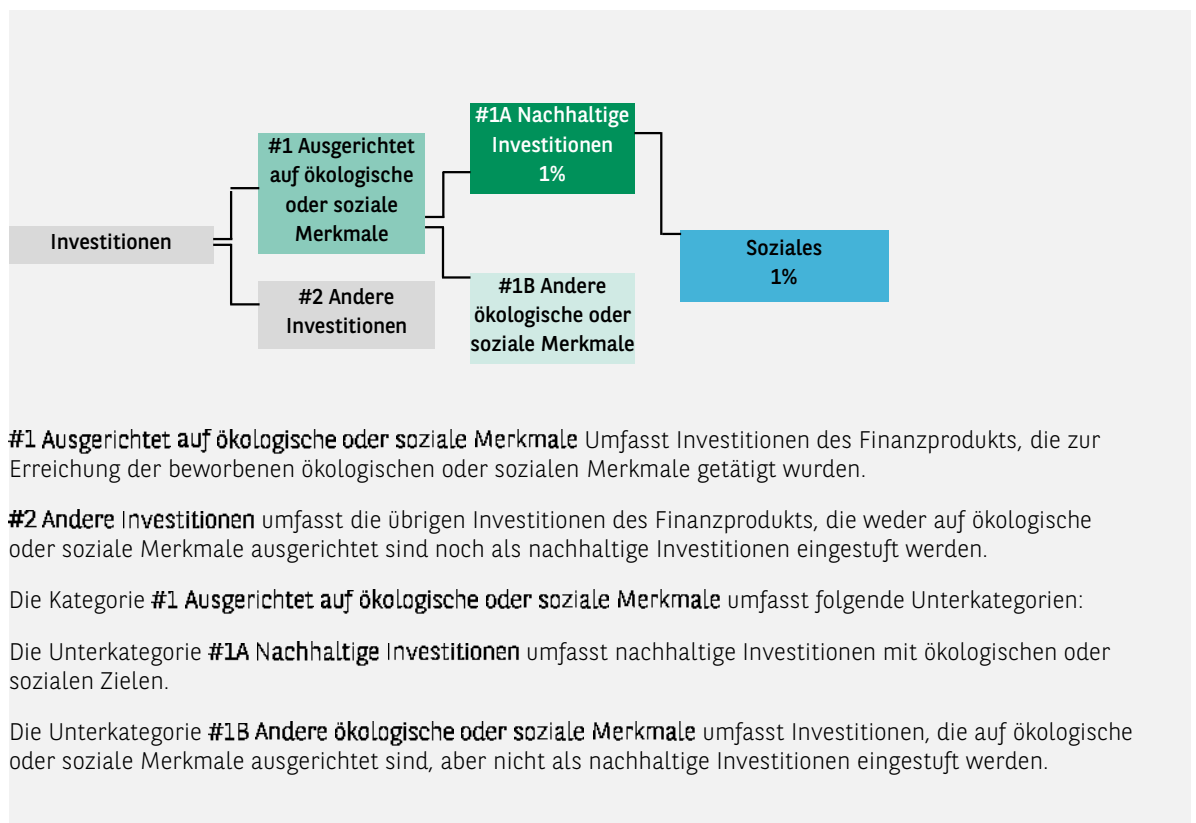 #1A Nachhaltige
Investitionen
1%
#1 Ausgerichtet
auf ökologische
oder soziale
Merkmale
Investitionen
Soziales
1%
#2 Andere
Investitionen
#1B Andere
ökologische oder
soziale Merkmale
#1 Ausgerichtet auf ökologische oder soziale Merkmale Umfasst Investitionen des Finanzprodukts, die zur
Erreichung der beworbenen ökologischen oder sozialen Merkmale getätigt wurden.
#2 Andere Investitionen umfasst die übrigen Investitionen des Finanzprodukts, die weder auf ökologische
oder soziale Merkmale ausgerichtet sind noch als nachhaltige Investitionen eingestuft werden.
Die Kategorie #1 Ausgerichtet auf ökologische oder soziale Merkmale umfasst folgende Unterkategorien:
Die Unterkategorie #1A Nachhaltige Investitionen umfasst nachhaltige Investitionen mit ökologischen oder
sozialen Zielen.
Die Unterkategorie #1B Andere ökologische oder soziale Merkmale umfasst Investitionen, die auf ökologische
oder soziale Merkmale ausgerichtet sind, aber nicht als nachhaltige Investitionen eingestuft werden.